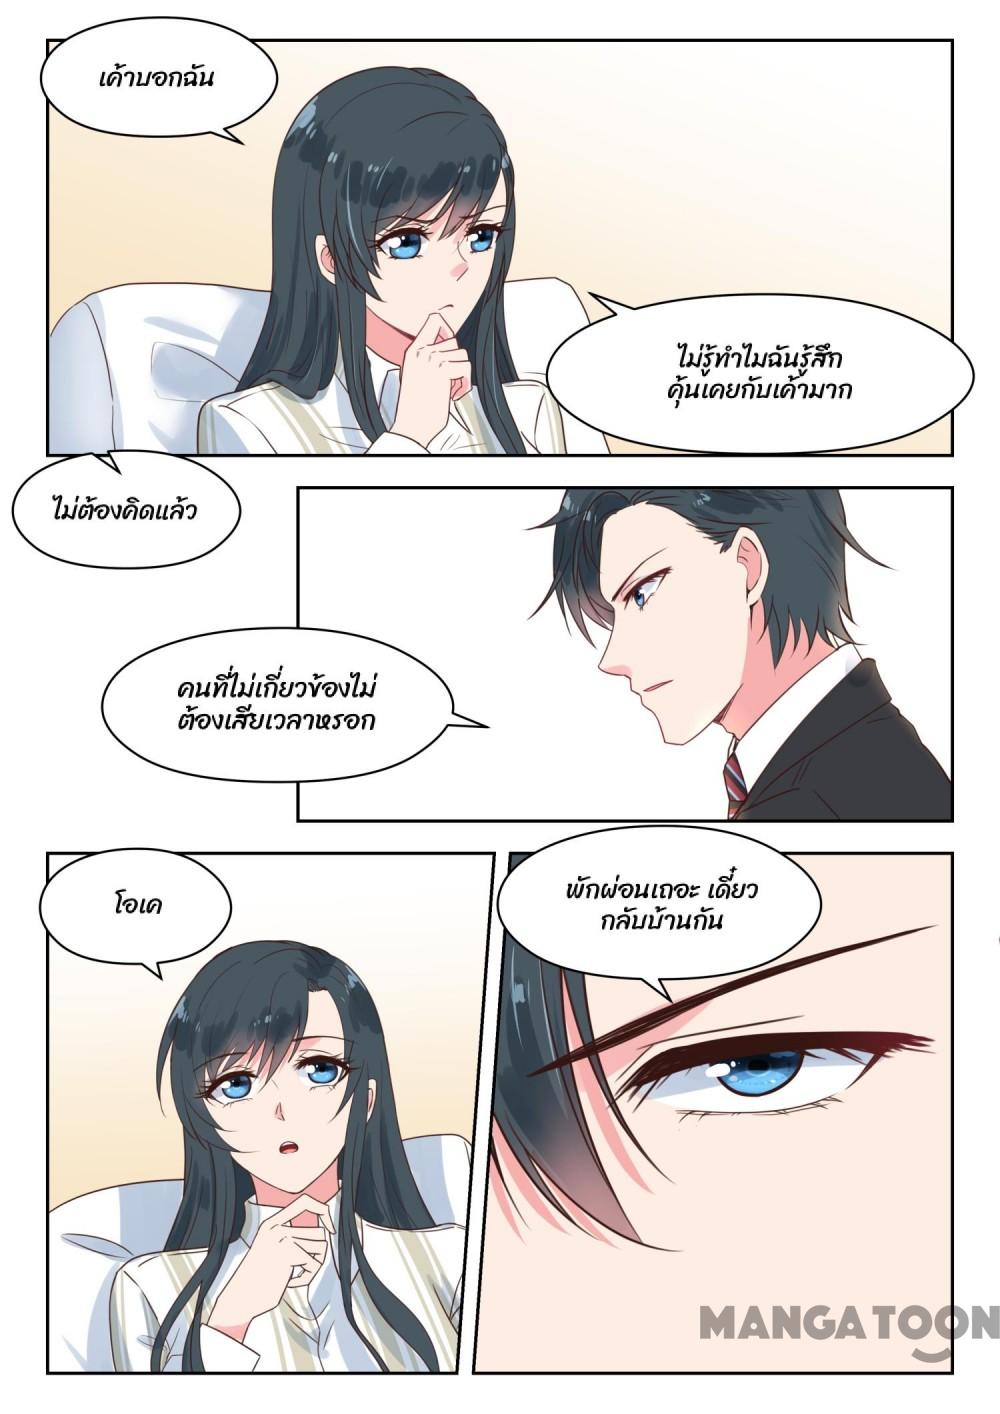 เค้าบอกฉัน
ไม่รู้ทำไมฉันรู้สึก
คุ้นเคยกับเค้ามาก
ไม่ต้องคิดแล้ว
คนที่ไม่เกี่ยวข้องไม่
ต้องเสียเวลาหรอก
โอเค
พักผ่อนเถอะ เดี๋ยว
กลับบ้านกัน
MANGATOON